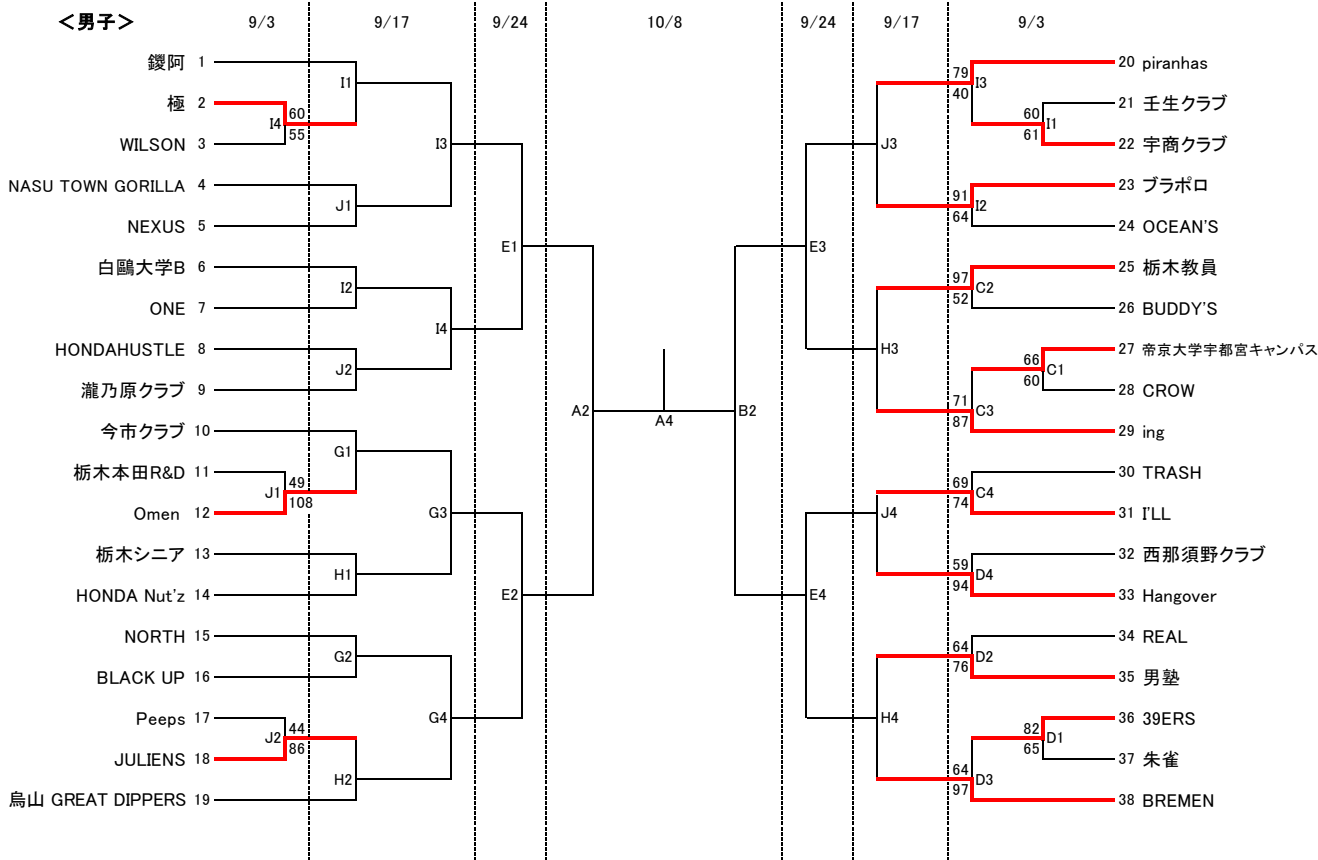 ＜男子＞ 9/3 9/17 9/24 10/8 9/24 9/17 9/3
鑁阿 1
極 2
WILSON 3
NASU TOWN GORILLA 4
NEXUS 5
白鷗大学B 6
ONE 7
HONDAHUSTLE 8
瀧乃原クラブ 9
今市クラブ 10
栃木本田R&D 11
Omen 12
栃木シニア 13
HONDA Nut'z 14
NORTH 15
BLACK UP 16
Peeps 17
JULIENS 18
烏山 GREAT DIPPERS 19
I4 60
55
J1 49
108
J2 44
86
I1
J1
I2
J2
G1
H1
G2
H2
I3
I4
G3
G4
E1
E2
A2
A4
B2
E3
E4
J3
H3
J4
H4
79
40 I3
91
64 I2
97
52 C2
71
87 C3
69
74 C4
59
94 D4
64
76 D2
64
97 D3
60
61 I1
66
60 C1
82
65 D1
20 piranhas
21 壬生クラブ
22 宇商クラブ
23 ブラポロ
24 OCEAN'S
25 栃木教員
26 BUDDY'S
27 帝京大学宇都宮キャンパス
28 CROW
29 ing
30 TRASH
31 I'LL
32 西那須野クラブ
33 Hangover
34 REAL
35 男塾
36 39ERS
37 朱雀
38 BREMEN